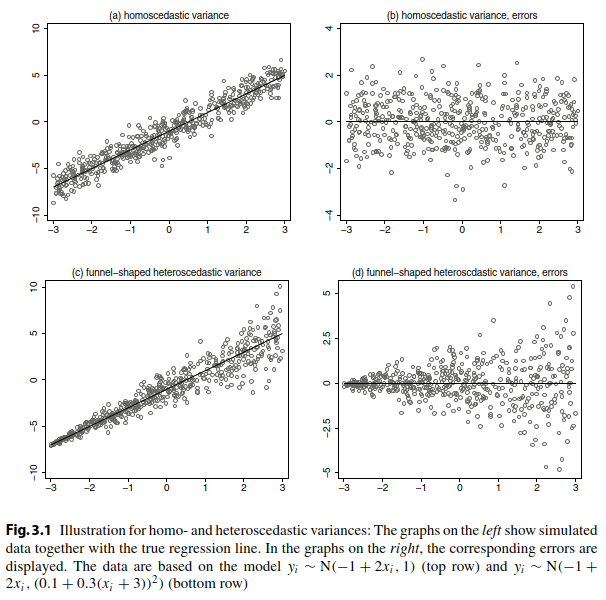 (a) homoscedastic variance
(b) homoscedastic variance, errors
10
5
0
−5
−10
−3 −2 −1 0 1 2 3
4
2
0
−2
−4
−3 −2 −1 0 1 2 3
(c) funnel−shaped heteroscedastic variance
(d) funnel−shaped heteroscdastic variance, errors
10
5
0
−5
−10
−3 −2 −1 0 1 2 3
5
2.5
0
−2.5
−5
−3 −2 −1 0 1 2 3
Fig. 3.1 Illustration for homo- and heteroscedastic variances: The graphs on the left show simulated
data together with the true regression line. In the graphs on the right, the corresponding errors are
displayed. The data are based on the model yᵢ ∼ N(−1 + 2xᵢ, 1) (top row) and yᵢ ∼ N(−1 +
2xᵢ, (0.1 + 0.3(xᵢ + 3))²) (bottom row)